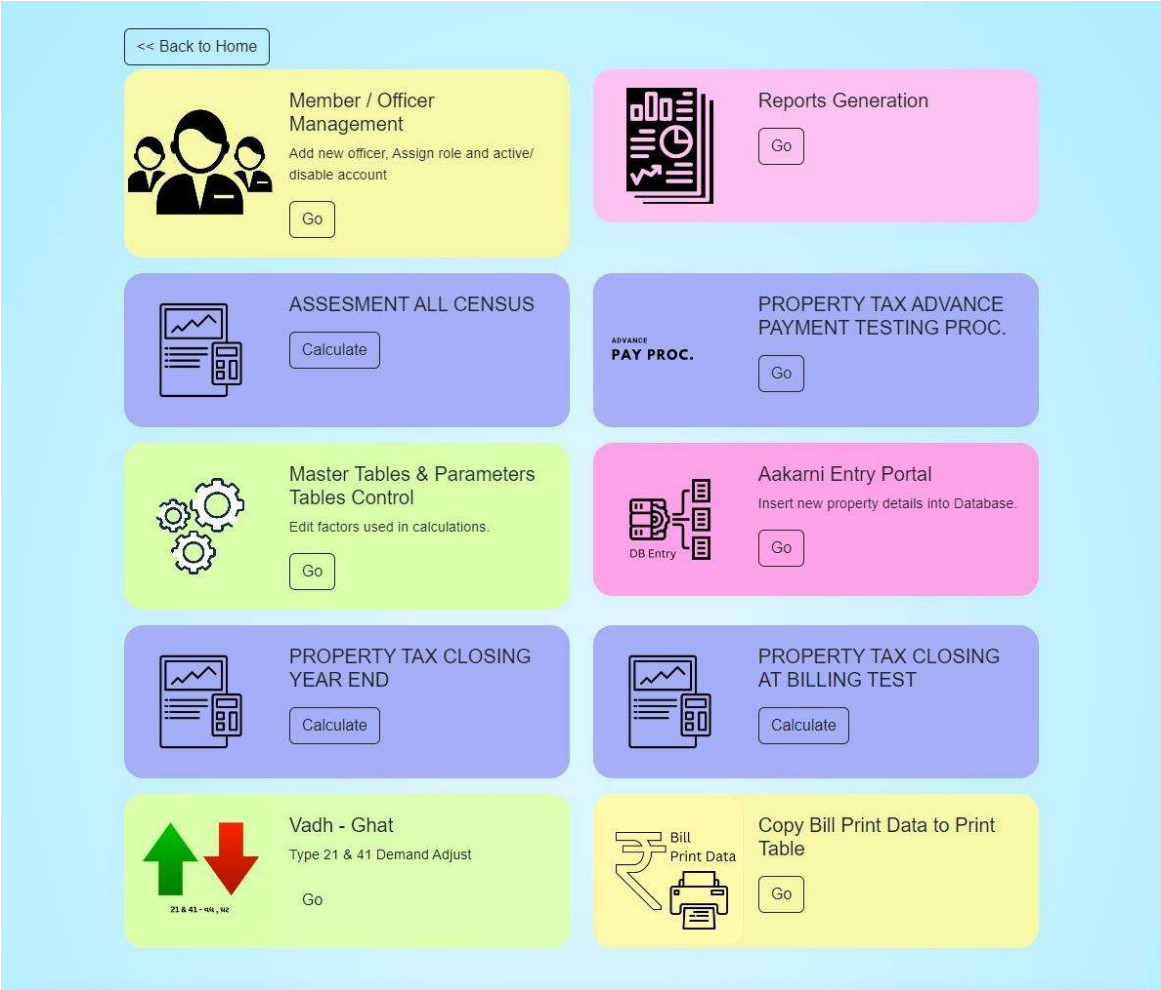 << Back to Home
Member / Officer
Management
Add new officer, Assign role and active/
disable account
Go
Reports Generation
Go
ASSESMENT ALL CENSUS
Calculate
ADVANCE
PAY PROC.
PROPERTY TAX ADVANCE
PAYMENT TESTING PROC.
Go
Master Tables & Parameters
Tables Control
Edit factors used in calculations.
Go
DB Entry
Aakarni Entry Portal
Insert new property details into Database.
Go
PROPERTY TAX CLOSING
YEAR END
Calculate
PROPERTY TAX CLOSING
AT BILLING TEST
Calculate
21 & 41 - વધ , ઘટ
Vadh - Ghat
Type 21 & 41 Demand Adjust
Go
Bill
Print Data
Copy Bill Print Data to Print
Table
Go